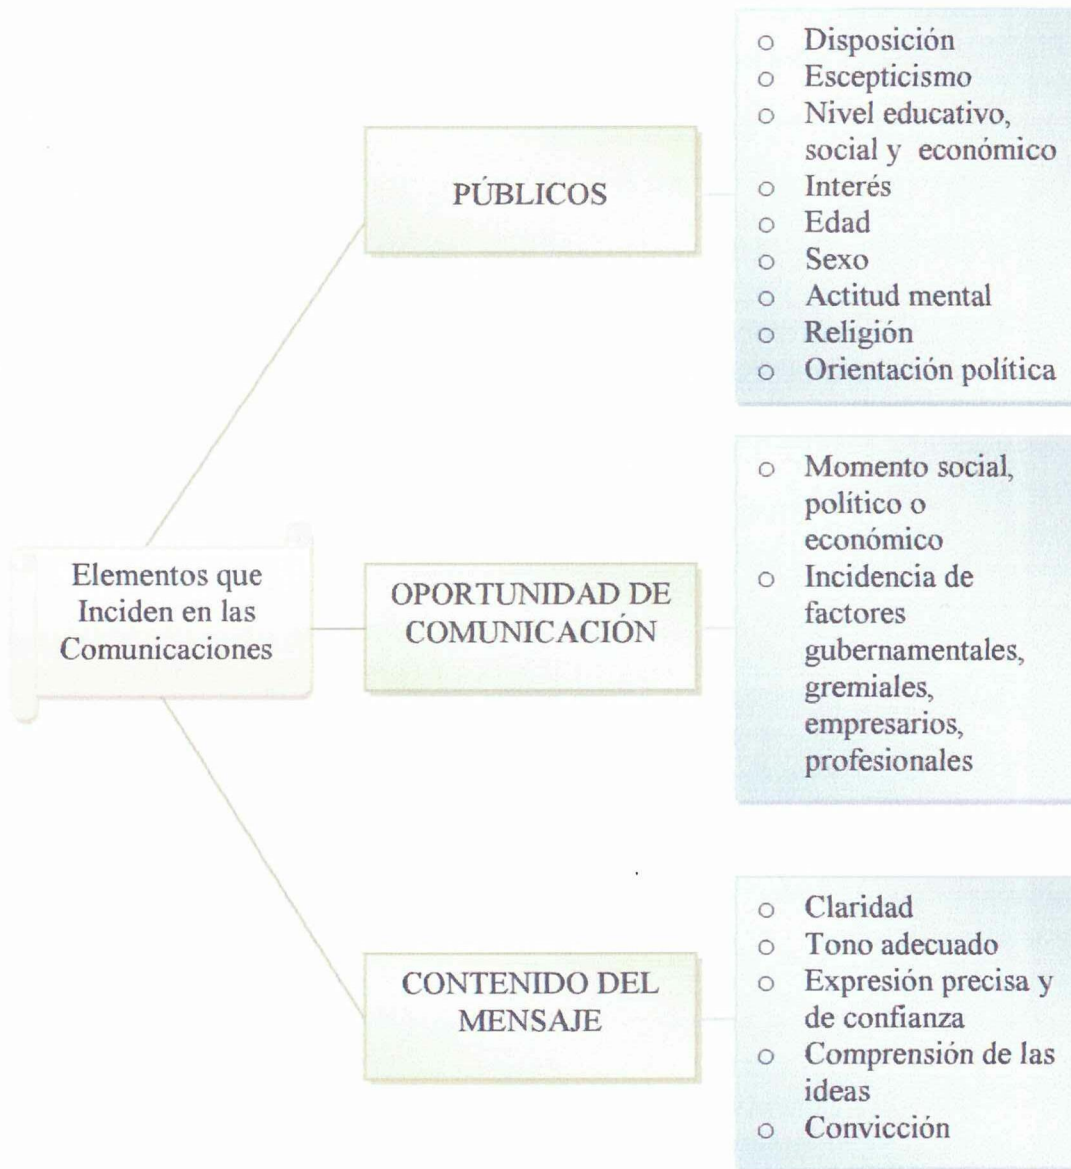 Elementos que
Inciden en las
Comunicaciones
PÚBLICOS
○ Disposición
○ Escepticismo
○ Nivel educativo,
social y económico
○ Interés
○ Edad
○ Sexo
○ Actitud mental
○ Religión
○ Orientación política
OPORTUNIDAD DE
COMUNICACIÓN
○ Momento social,
político o
económico
○ Incidencia de
factores
gubernamentales,
gremiales,
empresarios,
profesionales
CONTENIDO DEL
MENSAJE
○ Claridad
○ Tono adecuado
○ Expresión precisa y
de confianza
○ Comprensión de las
ideas
○ Convicción